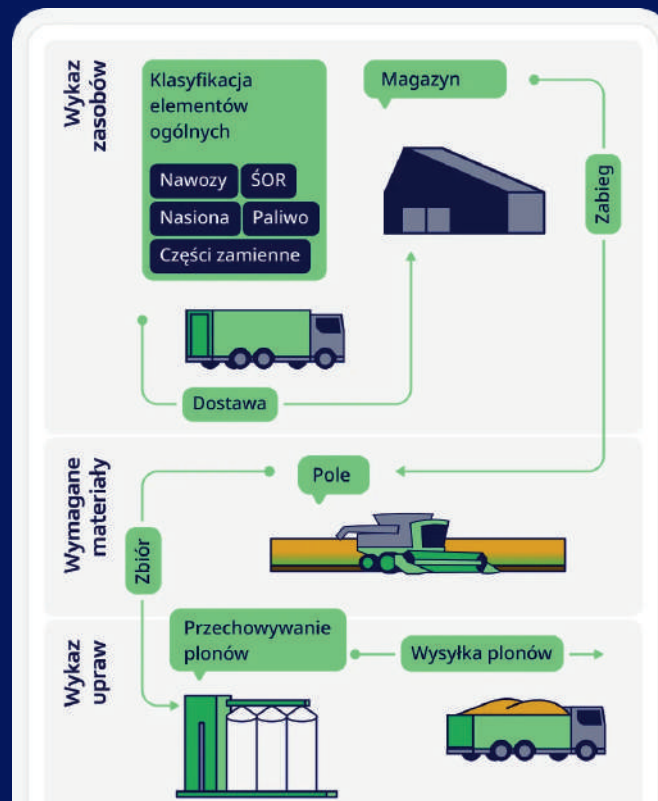 Wykaz
zasobów
Klasyfikacja
elementów
ogólnych
Nawozy
ŚOR
Nasiona
Paliwo
Części zamienne
Magazyn
Zabieg
Dostawa
Wymagane
materiały
Pole
Zbiór
Wykaz
upraw
Przechowywanie
plonów
Wysyłka plonów